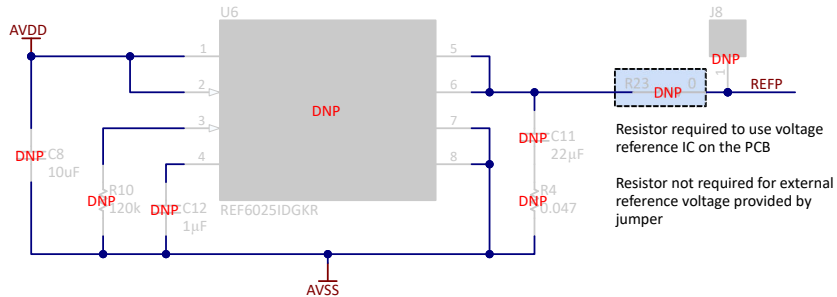 U6
J8
AVDD
1
5
DNP
1
2
6
R23
DNP
0
REFP
DNP
3
7
Resistor required to use voltage
reference IC on the PCB
DNP
C8
10uF
4
8
DNP
C11
22µF
Resistor not required for external
reference voltage provided by
jumper
DNP
R10
120k
DNP
C12
1µF
REF6025IDGKR
DNP
R4
0.047
AVSS